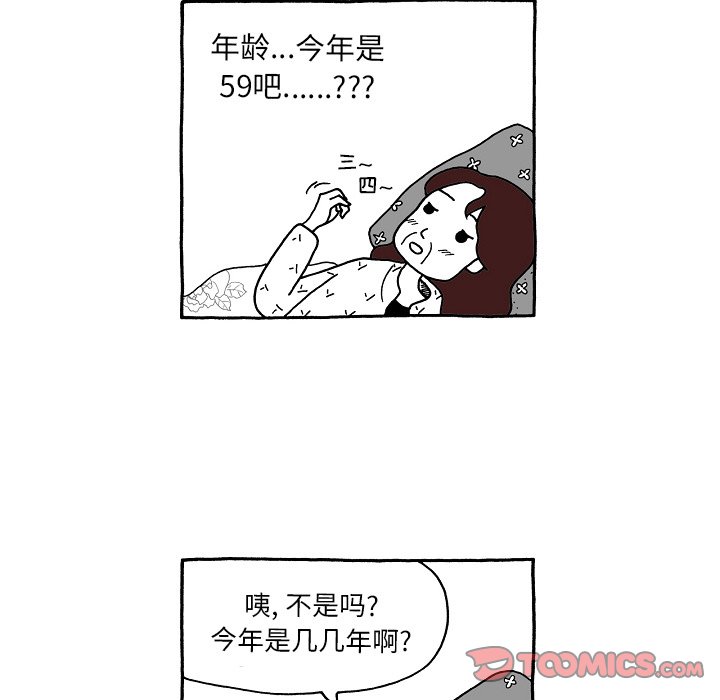 年龄...今年是
59吧......???
三~
四~
咦, 不是吗?
今年是几几年啊?
TOOMICS.COM